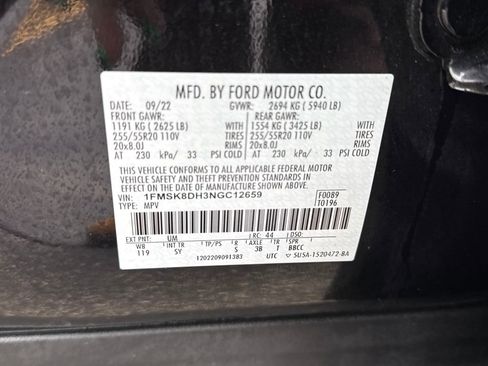 MFD. BY FORD MOTOR CO.
DATE: 09/22 GVWR: 2694 KG ( 5940 LB)
FRONT GAWR: REAR GAWR:
1191 KG ( 2625 LB) WITH 1554 KG ( 3425 LB) WITH
255/55R20 110V TIRES 255/55R20 110V TIRES
20x8.0J RIMS 20x8.0J RIMS
AT 230 kPa/ 33 PSI COLD AT 230 kPa/ 33 PSI COLD
THIS VEHICLE CONFORMS TO ALL APPLICABLE FEDERAL MOTOR
VEHICLE SAFETY AND THEFT PREVENTION STANDARDS IN EFFECT ON
THE DATE OF MANUFACTURE SHOWN ABOVE.
VIN: 1FMSK8DH3NGC12659 F0089
TYPE: MPV T0196
EXT PNT: UM RC: 44 DSO:
WB INT TR TP/PS R AXLE TR SPR
119 SY S 38 1 BBCC
1202209091383 UTC 5U5A-1520472-BA